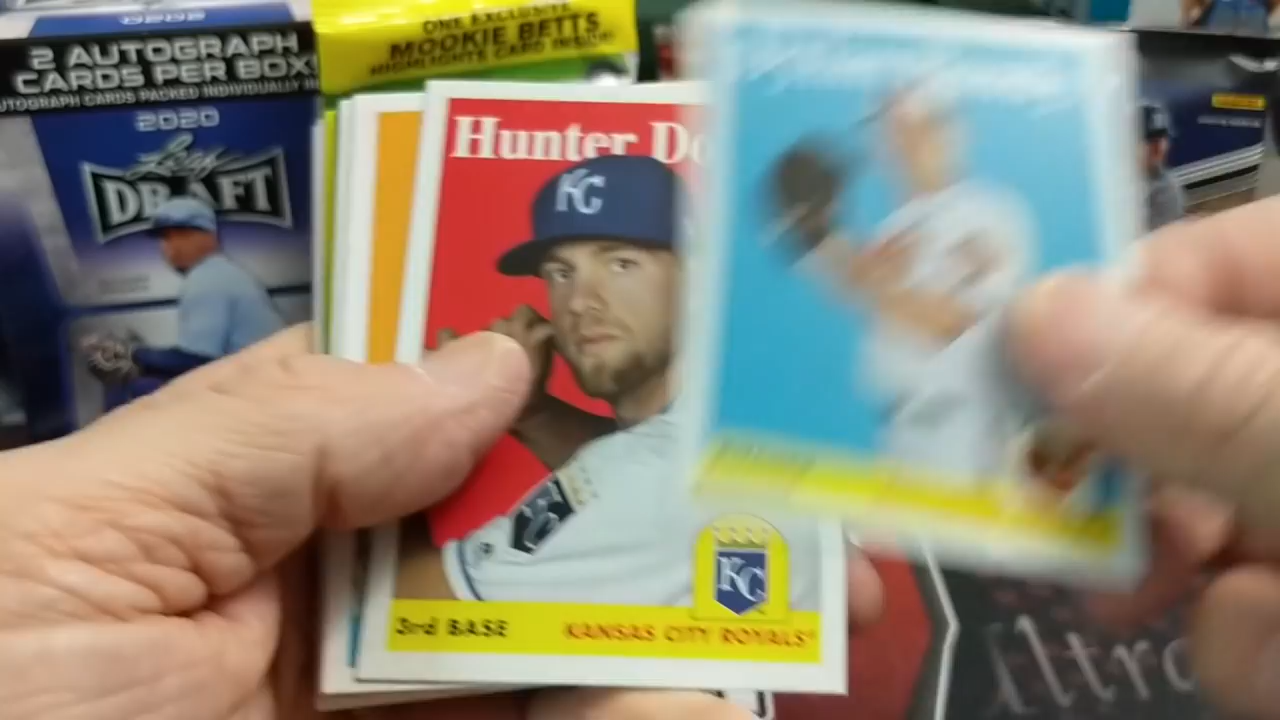 2 AUTOGRAPH
CARDS PER BOX
AUTOGRAPH CARDS PACKED INDIVIDUALLY
2020
Leaf
DRAFT
ONE EXCLUSIVE
MOOKIE BETTS
HIGHLIGHTS CARD INSIDE!
Hunter Do
KC
KC
3rd BASE
KANSAS CITY ROYALS